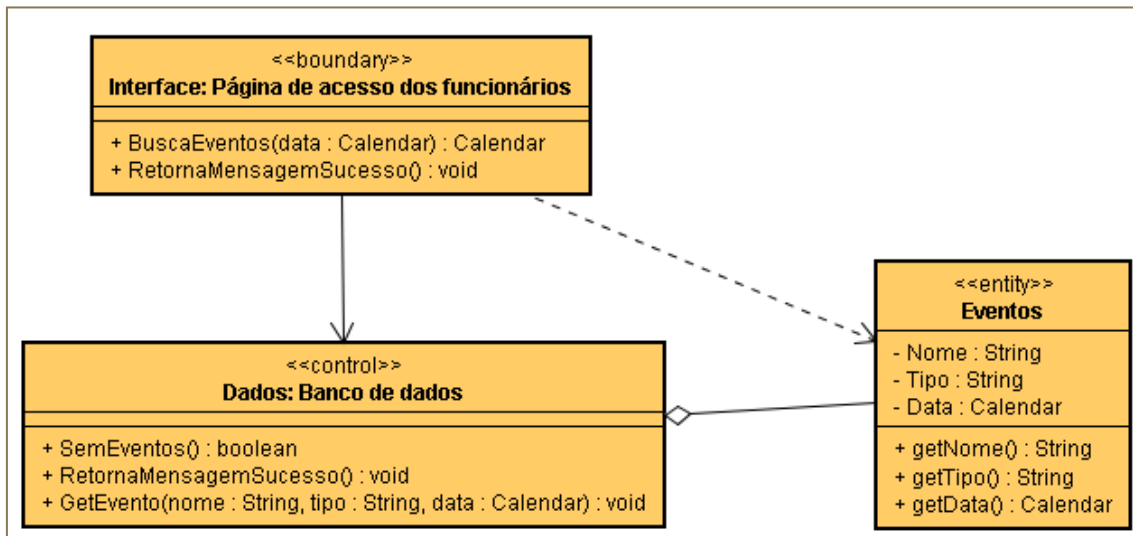 <<boundary>>
Interface: Página de acesso dos funcionários
+ BuscaEventos(data : Calendar) : Calendar
+ RetornaMensagemSucesso() : void
<<entity>>
Eventos
- Nome : String
- Tipo : String
- Data : Calendar
+ getNome() : String
+ getTipo() : String
+ getData() : Calendar
<<control>>
Dados: Banco de dados
+ SemEventos() : boolean
+ RetornaMensagemSucesso() : void
+ GetEvento(nome : String, tipo : String, data : Calendar) : void